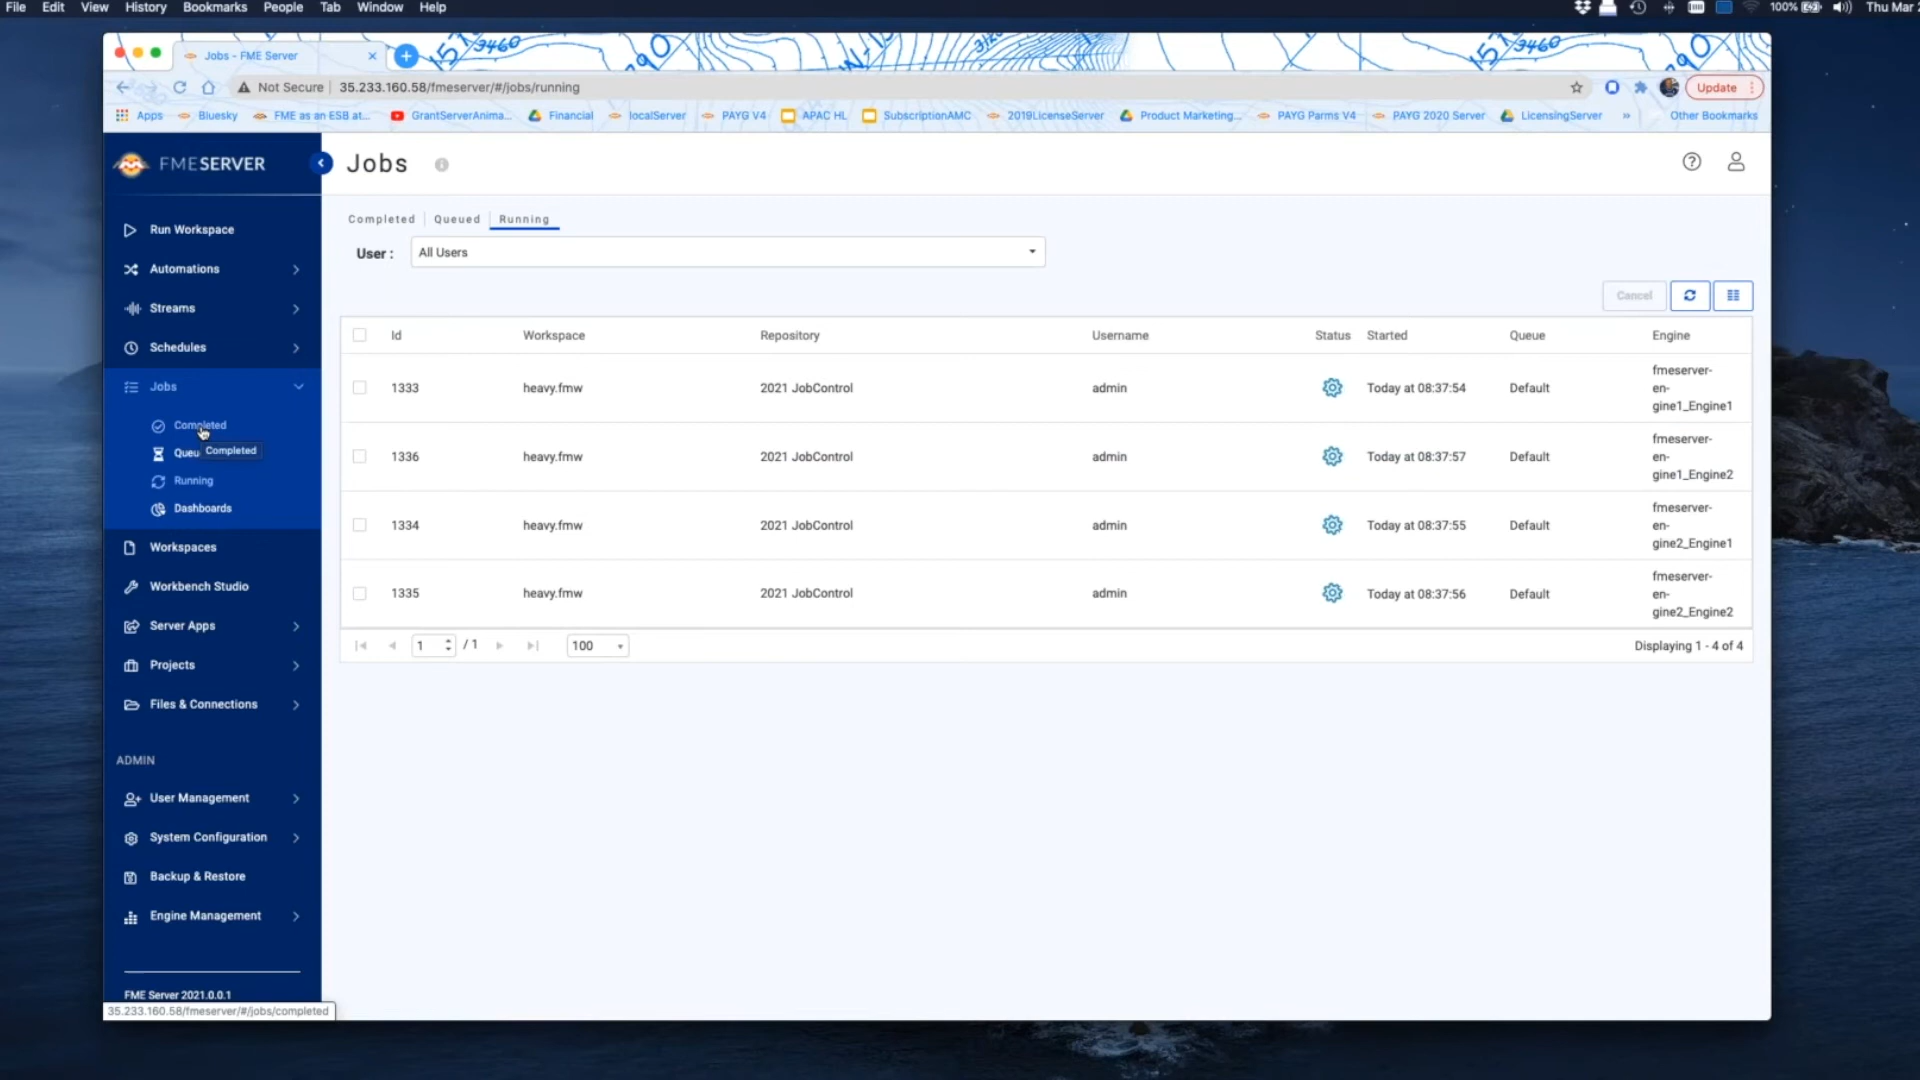 File Edit View History Bookmarks People Tab Window Help 100% Thu Mar 2
Jobs - FME Server
Not Secure 35.233.160.58/fmeserver/#/jobs/running Update
Apps Bluesky FME as an ESB at... GrantServerAnima... Financial localServer PAYG V4 APAC HL SubscriptionAMC 2019LicenseServer Product Marketing... PAYG Parms V4 PAYG 2020 Server LicensingServer » Other Bookmarks
FMESERVER
Jobs
Run Workspace
Automations
Streams
Schedules
Jobs
Completed
Completed
Running
Dashboards
Workspaces
Workbench Studio
Server Apps
Projects
Files & Connections
ADMIN
User Management
System Configuration
Backup & Restore
Engine Management
FME Server 2021.0.0.1
35.233.160.58/fmeserver/#/jobs/completed
Completed Queued Running
User : All Users
Cancel
Id Workspace Repository Username Status Started Queue Engine
1333 heavy.fmw 2021 JobControl admin Today at 08:37:54 Default fmeserver-
en-
gine1_Engine1
1336 heavy.fmw 2021 JobControl admin Today at 08:37:57 Default fmeserver-
en-
gine1_Engine2
1334 heavy.fmw 2021 JobControl admin Today at 08:37:55 Default fmeserver-
en-
gine2_Engine1
1335 heavy.fmw 2021 JobControl admin Today at 08:37:56 Default fmeserver-
en-
gine2_Engine2
1 / 1 100 Displaying 1 - 4 of 4